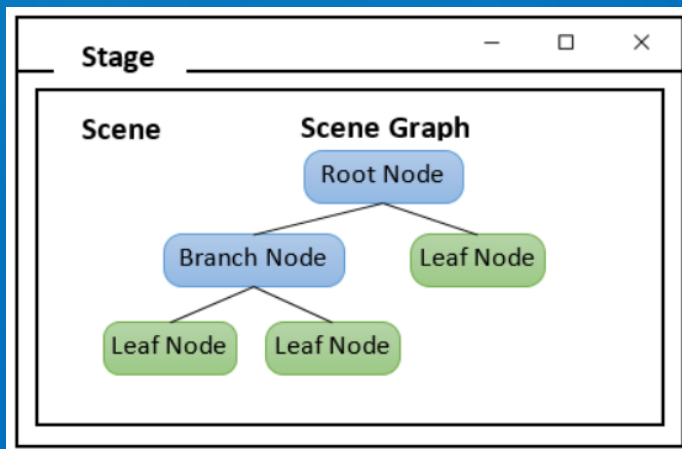 Stage
Scene
Scene Graph
Root Node
Branch Node
Leaf Node
Leaf Node
Leaf Node